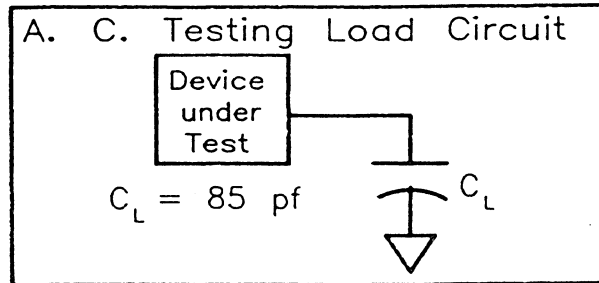 A. C. Testing Load Circuit
Device
under
Test
C_L = 85 pf
C_L